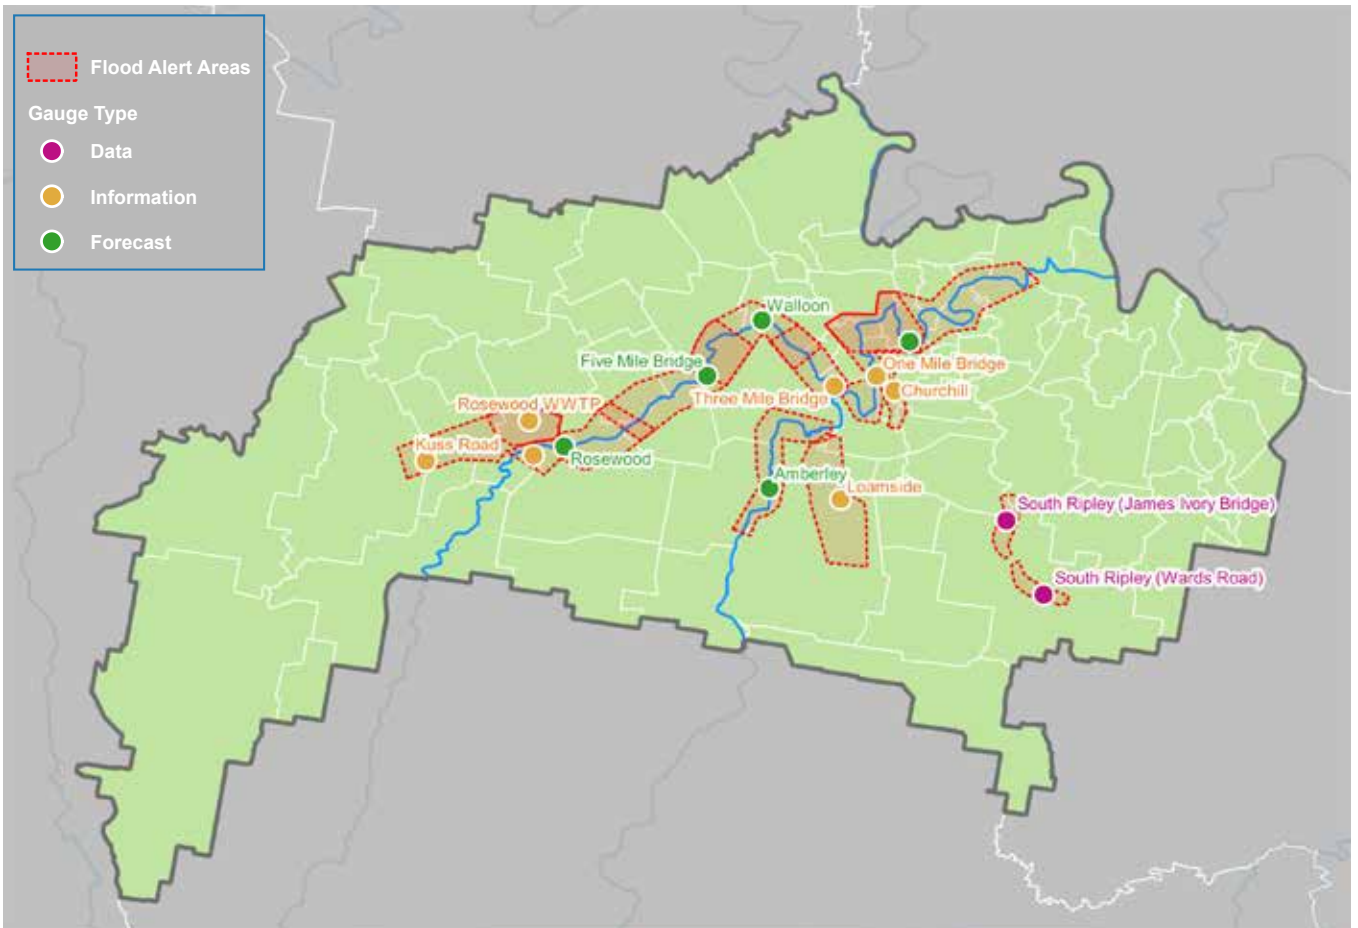 Flood Alert Areas
Gauge Type
Data
Information
Forecast
Walloon
Five Mile Bridge
One Mile Bridge
Three Mile Bridge
Churchill
Rosewood WWTP
Kuss Road
Rosewood
Amberley
Loamside
South Ripley (James Ivory Bridge)
South Ripley (Wards Road)